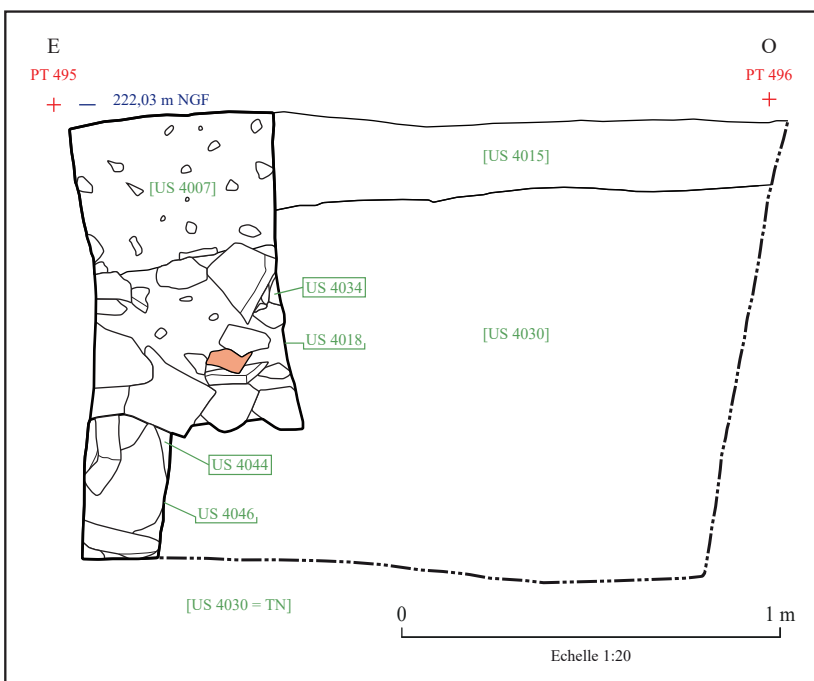 E
O
PT 495
PT 496
222,03 m NGF
[US 4015]
[US 4007]
US 4034
US 4018
[US 4030]
US 4044
US 4046
[US 4030 = TN]
0
1 m
Echelle 1:20